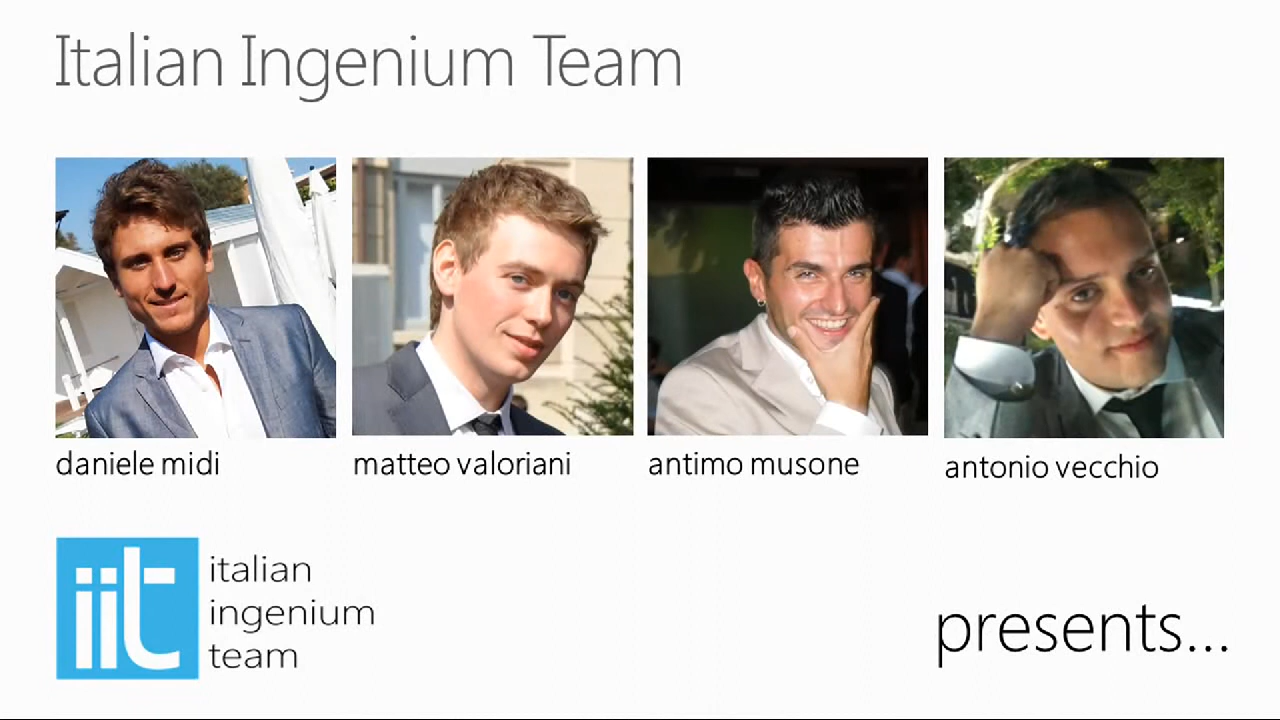 Italian Ingenium Team
daniele midi
matteo valoriani
antimo musone
antonio vecchio
iit
italian
ingenium
team
presents...